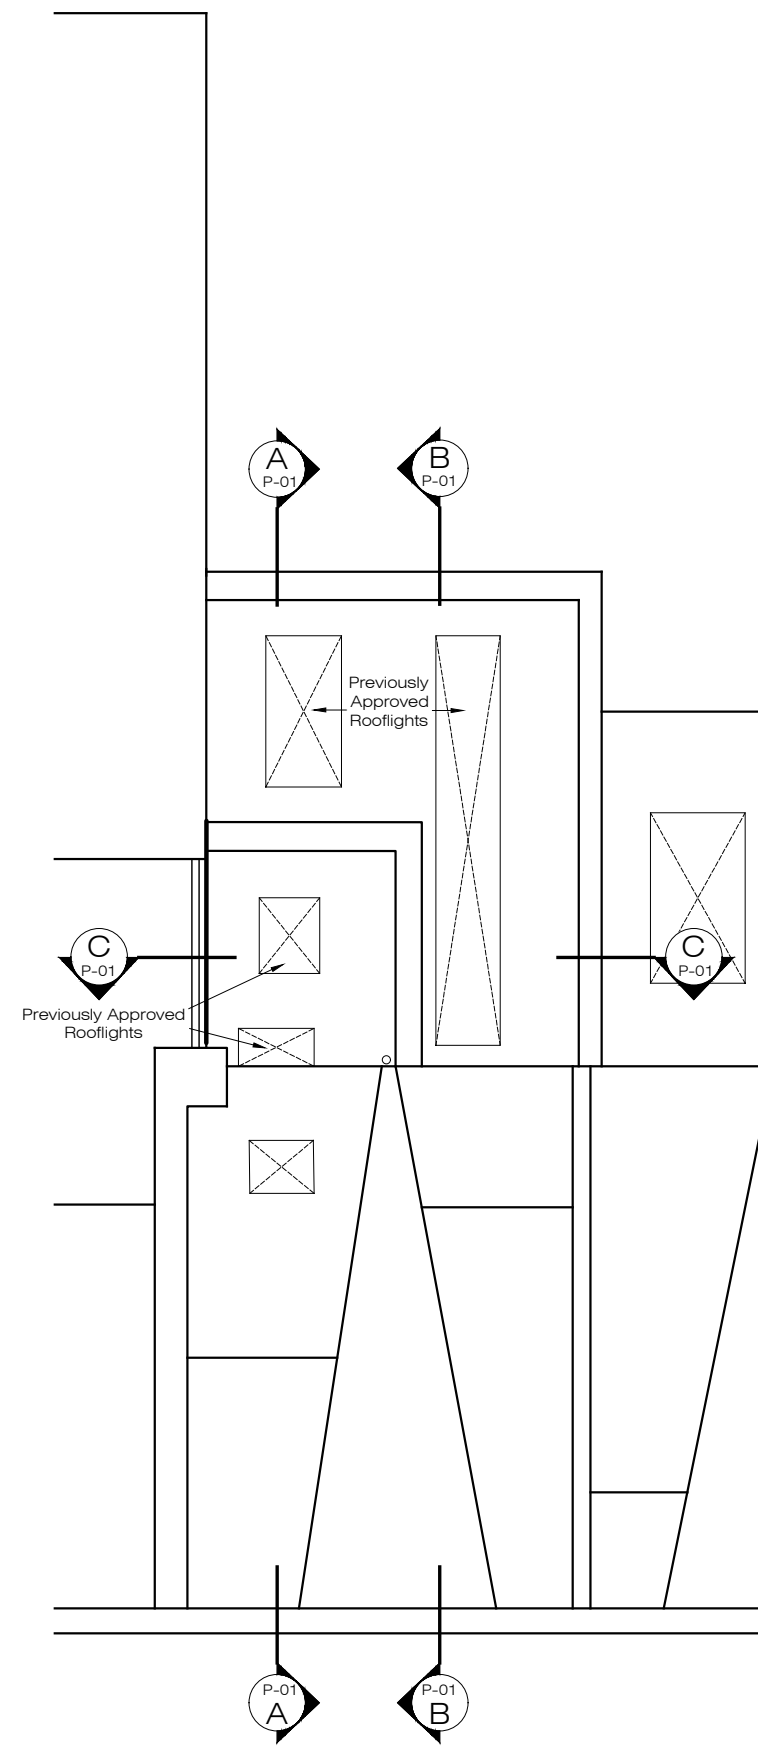 A
P-01
B
P-01
Previously
Approved
Rooflights
C
P-01
C
P-01
Previously Approved
Rooflights
P-01
A
P-01
B